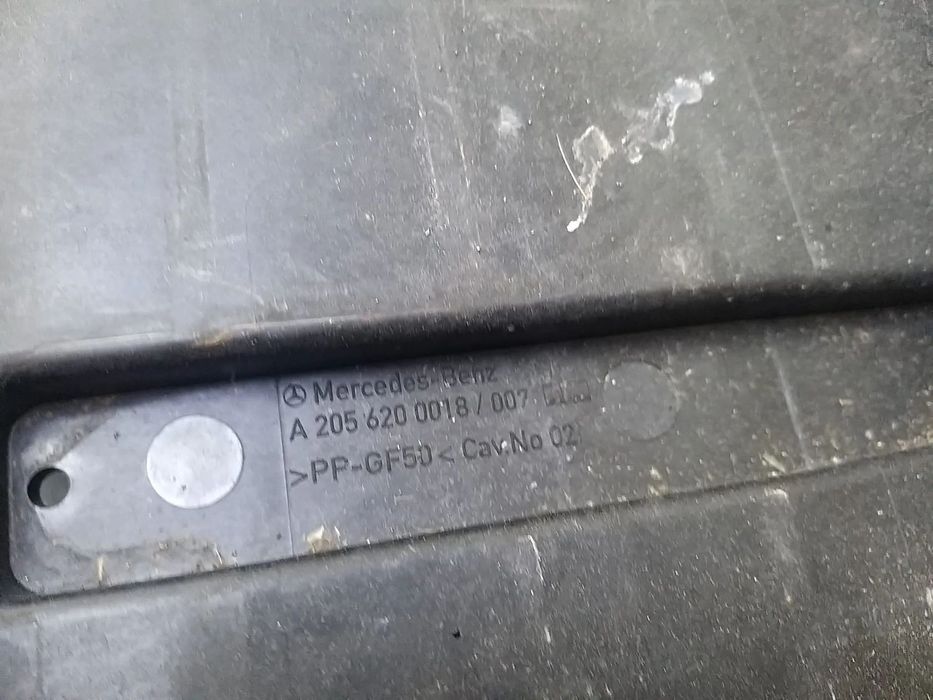 Mercedes-Benz
A 205 620 0018 / 007
>PP-GF50< Cav.No 02